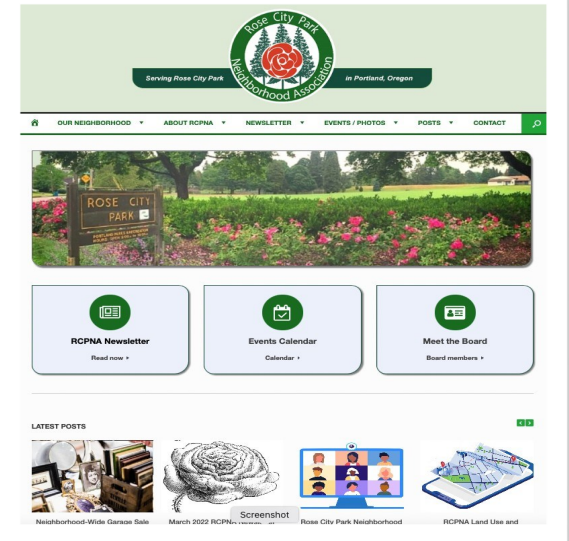 Rose City Park
Neighborhood Association
Serving Rose City Park
in Portland, Oregon
OUR NEIGHBORHOOD
ABOUT RCPNA
NEWSLETTER
EVENTS / PHOTOS
POSTS
CONTACT
ROSE CITY
PARK
RCPNA Newsletter
Events Calendar
Meet the Board
Read now
Calendar
Board members
LATEST POSTS
Screenshot
Neighborhood-Wide Garage Sale
March 2022 RCPNA
Rose City Park Neighborhood
RCPNA Land Use and